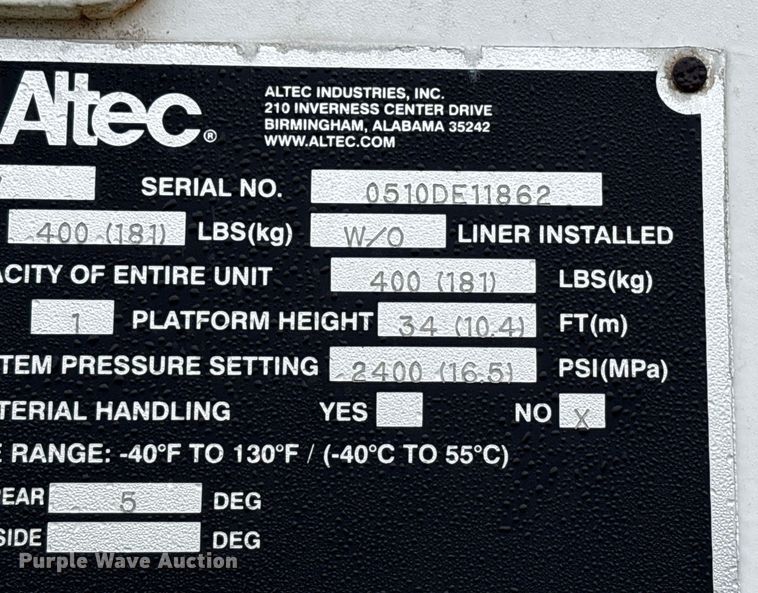 Altec®
ALTEC INDUSTRIES, INC.
210 INVERNESS CENTER DRIVE
BIRMINGHAM, ALABAMA 35242
WWW.ALTEC.COM
SERIAL NO. 0510DE11862
400 (181) LBS(kg) W/O LINER INSTALLED
ACITY OF ENTIRE UNIT 400 (181) LBS(kg)
1 PLATFORM HEIGHT 34 (10.4) FT(m)
TEM PRESSURE SETTING 2400 (16.5) PSI(MPa)
TERIAL HANDLING YES NO X
E RANGE: -40°F TO 130°F / (-40°C TO 55°C)
EAR 5 DEG
SIDE DEG
Purple Wave Auction